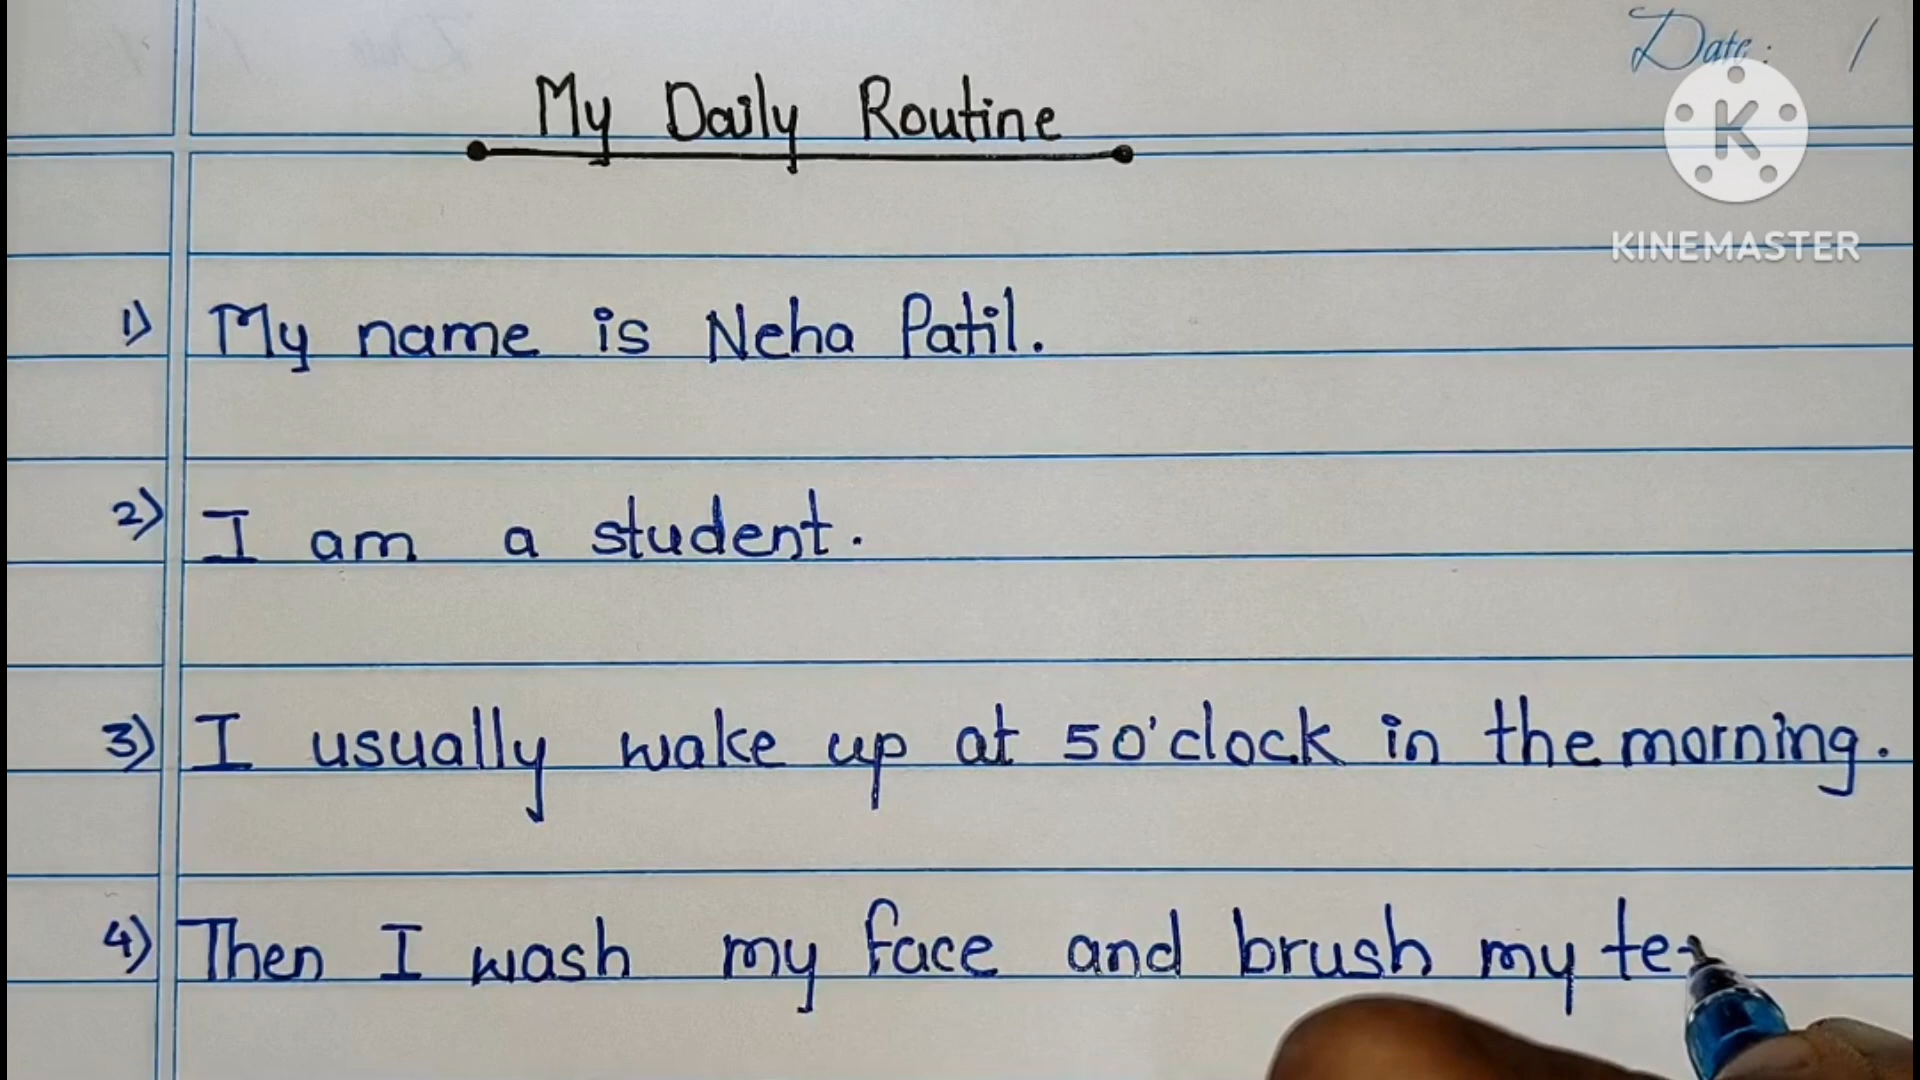 Date: /
My Daily Routine
KINEMASTER
1) My name is Neha Patil.
2) I am a student.
3) I usually wake up at 5 o'clock in the morning.
4) Then I wash my face and brush my te